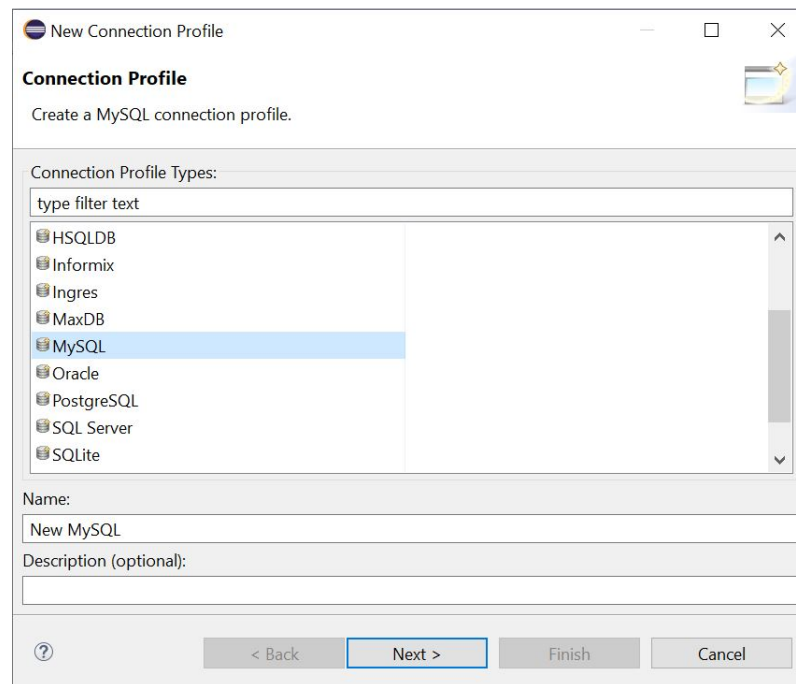 New Connection Profile
Connection Profile
Create a MySQL connection profile.
Connection Profile Types:
type filter text
HSQLDB
Informix
Ingres
MaxDB
MySQL
Oracle
PostgreSQL
SQL Server
SQLite
Name:
New MySQL
Description (optional):
? < Back Next > Finish Cancel